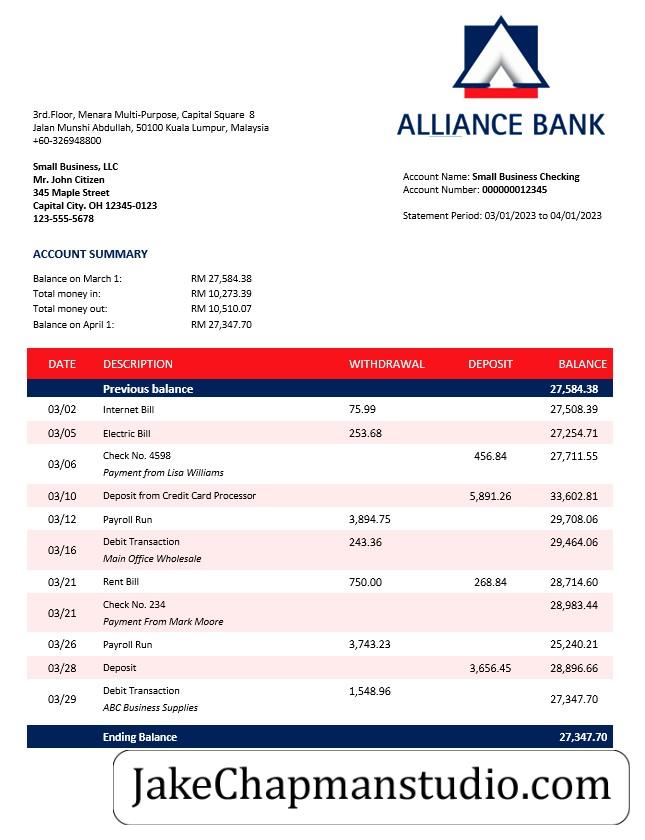 ALLIANCE BANK
3rd.Floor, Menara Multi-Purpose, Capital Square 8
Jalan Munshi Abdullah, 50100 Kuala Lumpur, Malaysia
+60-326948800
Small Business, LLC
Mr. John Citizen
345 Maple Street
Capital City. OH 12345-0123
123-555-5678
Account Name: Small Business Checking
Account Number: 000000012345
Statement Period: 03/01/2023 to 04/01/2023
ACCOUNT SUMMARY
Balance on March 1: RM 27,584.38
Total money in: RM 10,273.39
Total money out: RM 10,510.07
Balance on April 1: RM 27,347.70
DATE DESCRIPTION WITHDRAWAL DEPOSIT BALANCE
Previous balance 27,584.38
03/02 Internet Bill 75.99 27,508.39
03/05 Electric Bill 253.68 27,254.71
03/06 Check No. 4598 456.84 27,711.55
Payment from Lisa Williams
03/10 Deposit from Credit Card Processor 5,891.26 33,602.81
03/12 Payroll Run 3,894.75 29,708.06
03/16 Debit Transaction 243.36 29,464.06
Main Office Wholesale
03/21 Rent Bill 750.00 268.84 28,714.60
03/21 Check No. 234 28,983.44
Payment From Mark Moore
03/26 Payroll Run 3,743.23 25,240.21
03/28 Deposit 3,656.45 28,896.66
03/29 Debit Transaction 1,548.96 27,347.70
ABC Business Supplies
Ending Balance 27,347.70
JakeChapmanstudio.com